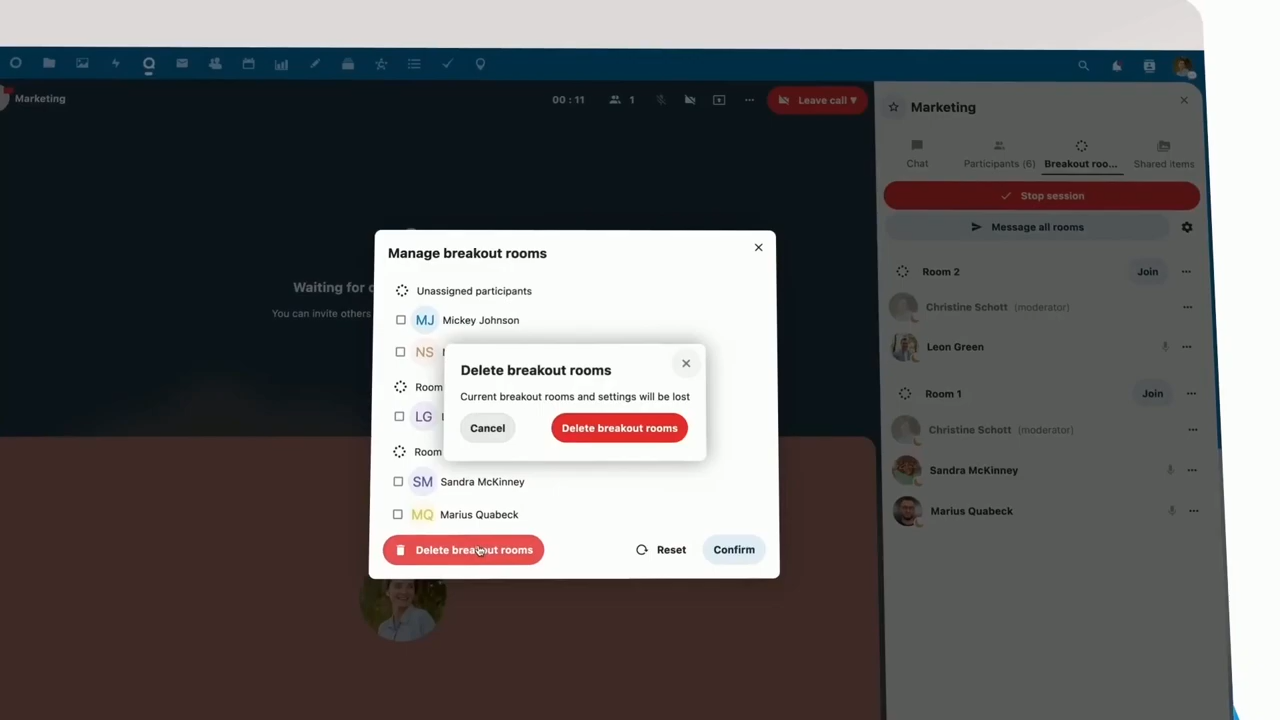 Marketing
00 : 11
1
Leave call
Marketing
Chat
Participants (6)
Breakout roo...
Shared items
Stop session
Message all rooms
Room 2
Join
Christine Schott (moderator)
Leon Green
Room 1
Join
Christine Schott (moderator)
Sandra McKinney
Marius Quabeck
Waiting for
You can invite others
Manage breakout rooms
Unassigned participants
MJ Mickey Johnson
NS
Room
LG
Room
SM Sandra McKinney
MQ Marius Quabeck
Delete breakout rooms
Reset
Confirm
Delete breakout rooms
Current breakout rooms and settings will be lost
Cancel
Delete breakout rooms